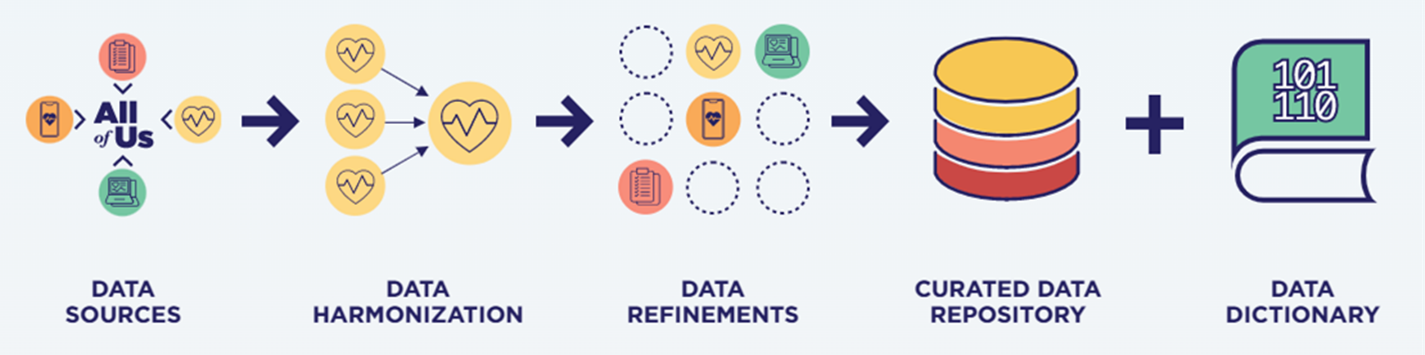 All
of Us
101
110
DATA
SOURCES
DATA
HARMONIZATION
DATA
REFINEMENTS
CURATED DATA
REPOSITORY
DATA
DICTIONARY